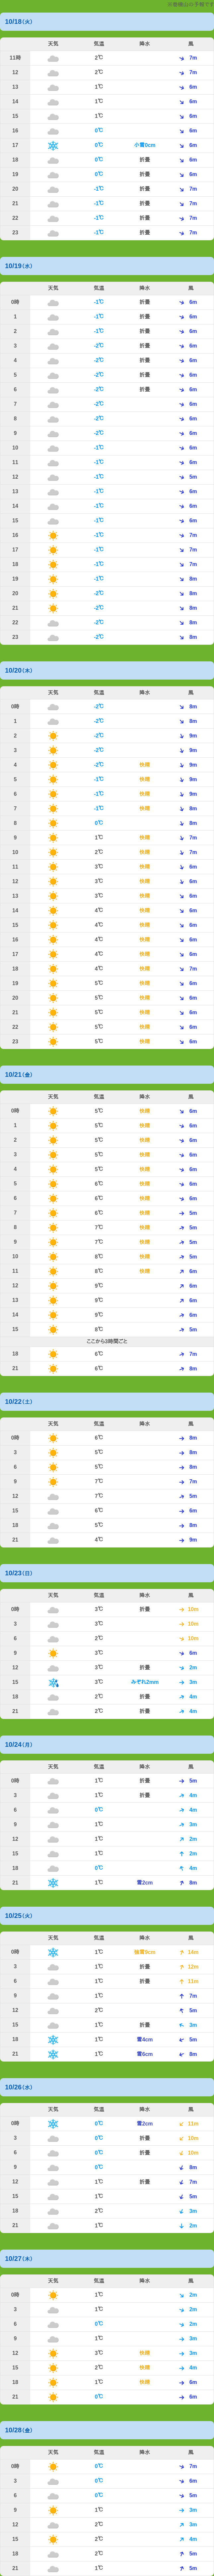 ※岩積山の予報です
10/18(火)
天気 気温 降水 風
11時 2℃ 7m
12 2℃ 7m
13 1℃ 6m
14 1℃ 6m
15 1℃ 6m
16 0℃ 6m
17 0℃ 小雪0cm 6m
18 0℃ 折畳 6m
19 0℃ 折畳 6m
20 -1℃ 折畳 7m
21 -1℃ 折畳 7m
22 -1℃ 折畳 7m
23 -1℃ 折畳 7m
10/19(水)
天気 気温 降水 風
0時 -1℃ 折畳 6m
1 -1℃ 折畳 6m
2 -1℃ 折畳 6m
3 -2℃ 折畳 6m
4 -2℃ 折畳 6m
5 -2℃ 折畳 6m
6 -2℃ 折畳 6m
7 -2℃ 6m
8 -2℃ 6m
9 -2℃ 6m
10 -1℃ 6m
11 -1℃ 6m
12 -1℃ 5m
13 -1℃ 6m
14 -1℃ 6m
15 -1℃ 6m
16 -1℃ 7m
17 -1℃ 7m
18 -1℃ 7m
19 -1℃ 8m
20 -2℃ 8m
21 -2℃ 8m
22 -2℃ 8m
23 -2℃ 8m
10/20(木)
天気 気温 降水 風
0時 -2℃ 8m
1 -2℃ 8m
2 -2℃ 9m
3 -2℃ 9m
4 -2℃ 快晴 9m
5 -1℃ 快晴 9m
6 -1℃ 快晴 9m
7 -1℃ 快晴 8m
8 0℃ 8m
9 1℃ 快晴 7m
10 2℃ 快晴 7m
11 3℃ 快晴 6m
12 3℃ 快晴 6m
13 3℃ 快晴 6m
14 4℃ 快晴 6m
15 4℃ 快晴 6m
16 4℃ 快晴 6m
17 4℃ 快晴 6m
18 4℃ 快晴 7m
19 5℃ 快晴 6m
20 5℃ 快晴 6m
21 5℃ 快晴 6m
22 5℃ 快晴 6m
23 5℃ 快晴 6m
10/21(金)
天気 気温 降水 風
0時 5℃ 快晴 6m
1 5℃ 快晴 6m
2 5℃ 快晴 6m
3 5℃ 快晴 6m
4 5℃ 快晴 6m
5 6℃ 快晴 6m
6 6℃ 快晴 6m
7 6℃ 快晴 5m
8 7℃ 快晴 5m
9 7℃ 快晴 5m
10 8℃ 快晴 5m
11 8℃ 快晴 6m
12 9℃ 6m
13 9℃ 6m
14 9℃ 6m
15 8℃ 5m
ここから3時間ごと
18 6℃ 7m
21 6℃ 8m
10/22(土)
天気 気温 降水 風
0時 6℃ 8m
3 5℃ 8m
6 5℃ 8m
9 7℃ 7m
12 7℃ 5m
15 6℃ 6m
18 5℃ 8m
21 4℃ 9m
10/23(日)
天気 気温 降水 風
0時 3℃ 折畳 10m
3 3℃ 10m
6 2℃ 10m
9 3℃ 6m
12 3℃ 折畳 2m
15 3℃ みぞれ2mm 3m
18 2℃ 折畳 4m
21 2℃ 折畳 4m
10/24(月)
天気 気温 降水 風
0時 1℃ 折畳 5m
3 1℃ 折畳 4m
6 0℃ 4m
9 1℃ 3m
12 1℃ 2m
15 1℃ 2m
18 0℃ 4m
21 1℃ 雪2cm 8m
10/25(火)
天気 気温 降水 風
0時 1℃ 14m
3 1℃ 折畳 12m
6 1℃ 折畳 11m
9 1℃ 7m
12 2℃ 5m
15 1℃ 折畳 3m
18 1℃ 雪4cm 5m
21 1℃ 雪6cm 8m
10/26(水)
天気 気温 降水 風
0時 0℃ 雪2cm 11m
3 0℃ 折畳 10m
6 0℃ 折畳 10m
9 0℃ 8m
12 1℃ 折畳 7m
15 1℃ 5m
18 2℃ 3m
21 1℃ 2m
10/27(木)
天気 気温 降水 風
0時 1℃ 2m
3 1℃ 2m
6 0℃ 2m
9 1℃ 3m
12 3℃ 快晴 3m
15 2℃ 快晴 4m
18 1℃ 快晴 6m
21 0℃ 6m
10/28(金)
天気 気温 降水 風
0時 0℃ 7m
3 0℃ 6m
6 0℃ 5m
9 1℃ 3m
12 2℃ 3m
15 2℃ 4m
18 2℃ 5m
21 1℃ 5m